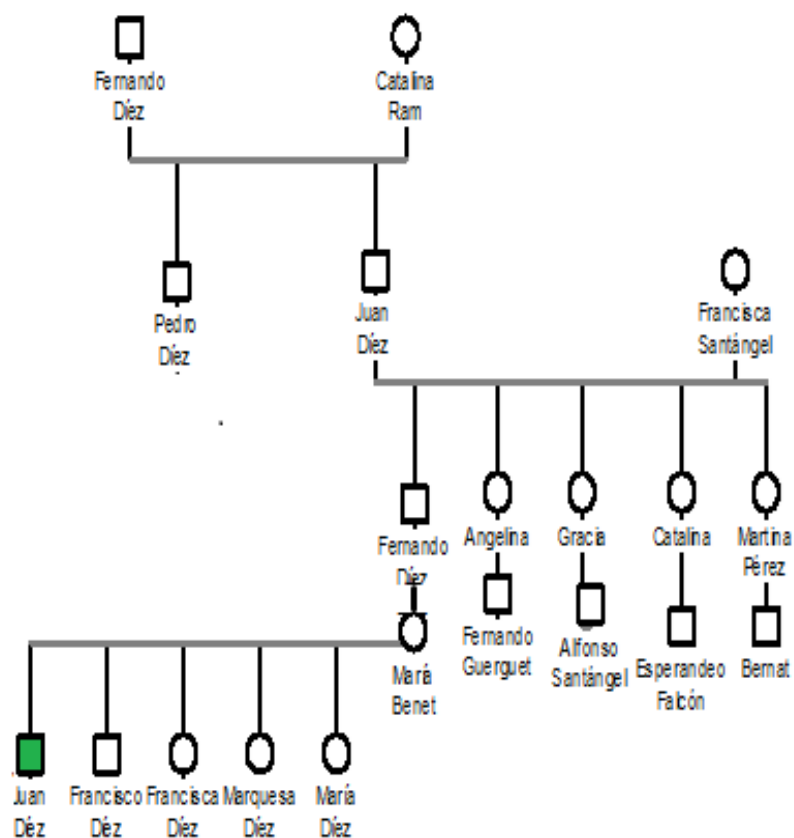 Fernando
Díez
Catalina
Ram
Pedro
Díez
Juan
Díez
Francisca
Santángel
Fernando
Díez
Angelina
Gracia
Catalina
Martina
Pérez
María
Benet
Fernando
Guerguet
Alfonso
Santángel
Esperandeo
Falcón
Bernat
Juan
Díez
Francisco
Díez
Francisca
Díez
Marquesa
Díez
María
Díez